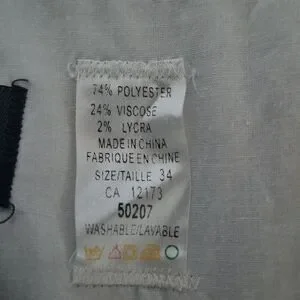 74% POLYESTER
24% VISCOSE
2% LYCRA
MADE IN CHINA
FABRIQUE EN CHINE
SIZE/TAILLE 34
CA 12173
50207
WASHABLE/LAVABLE